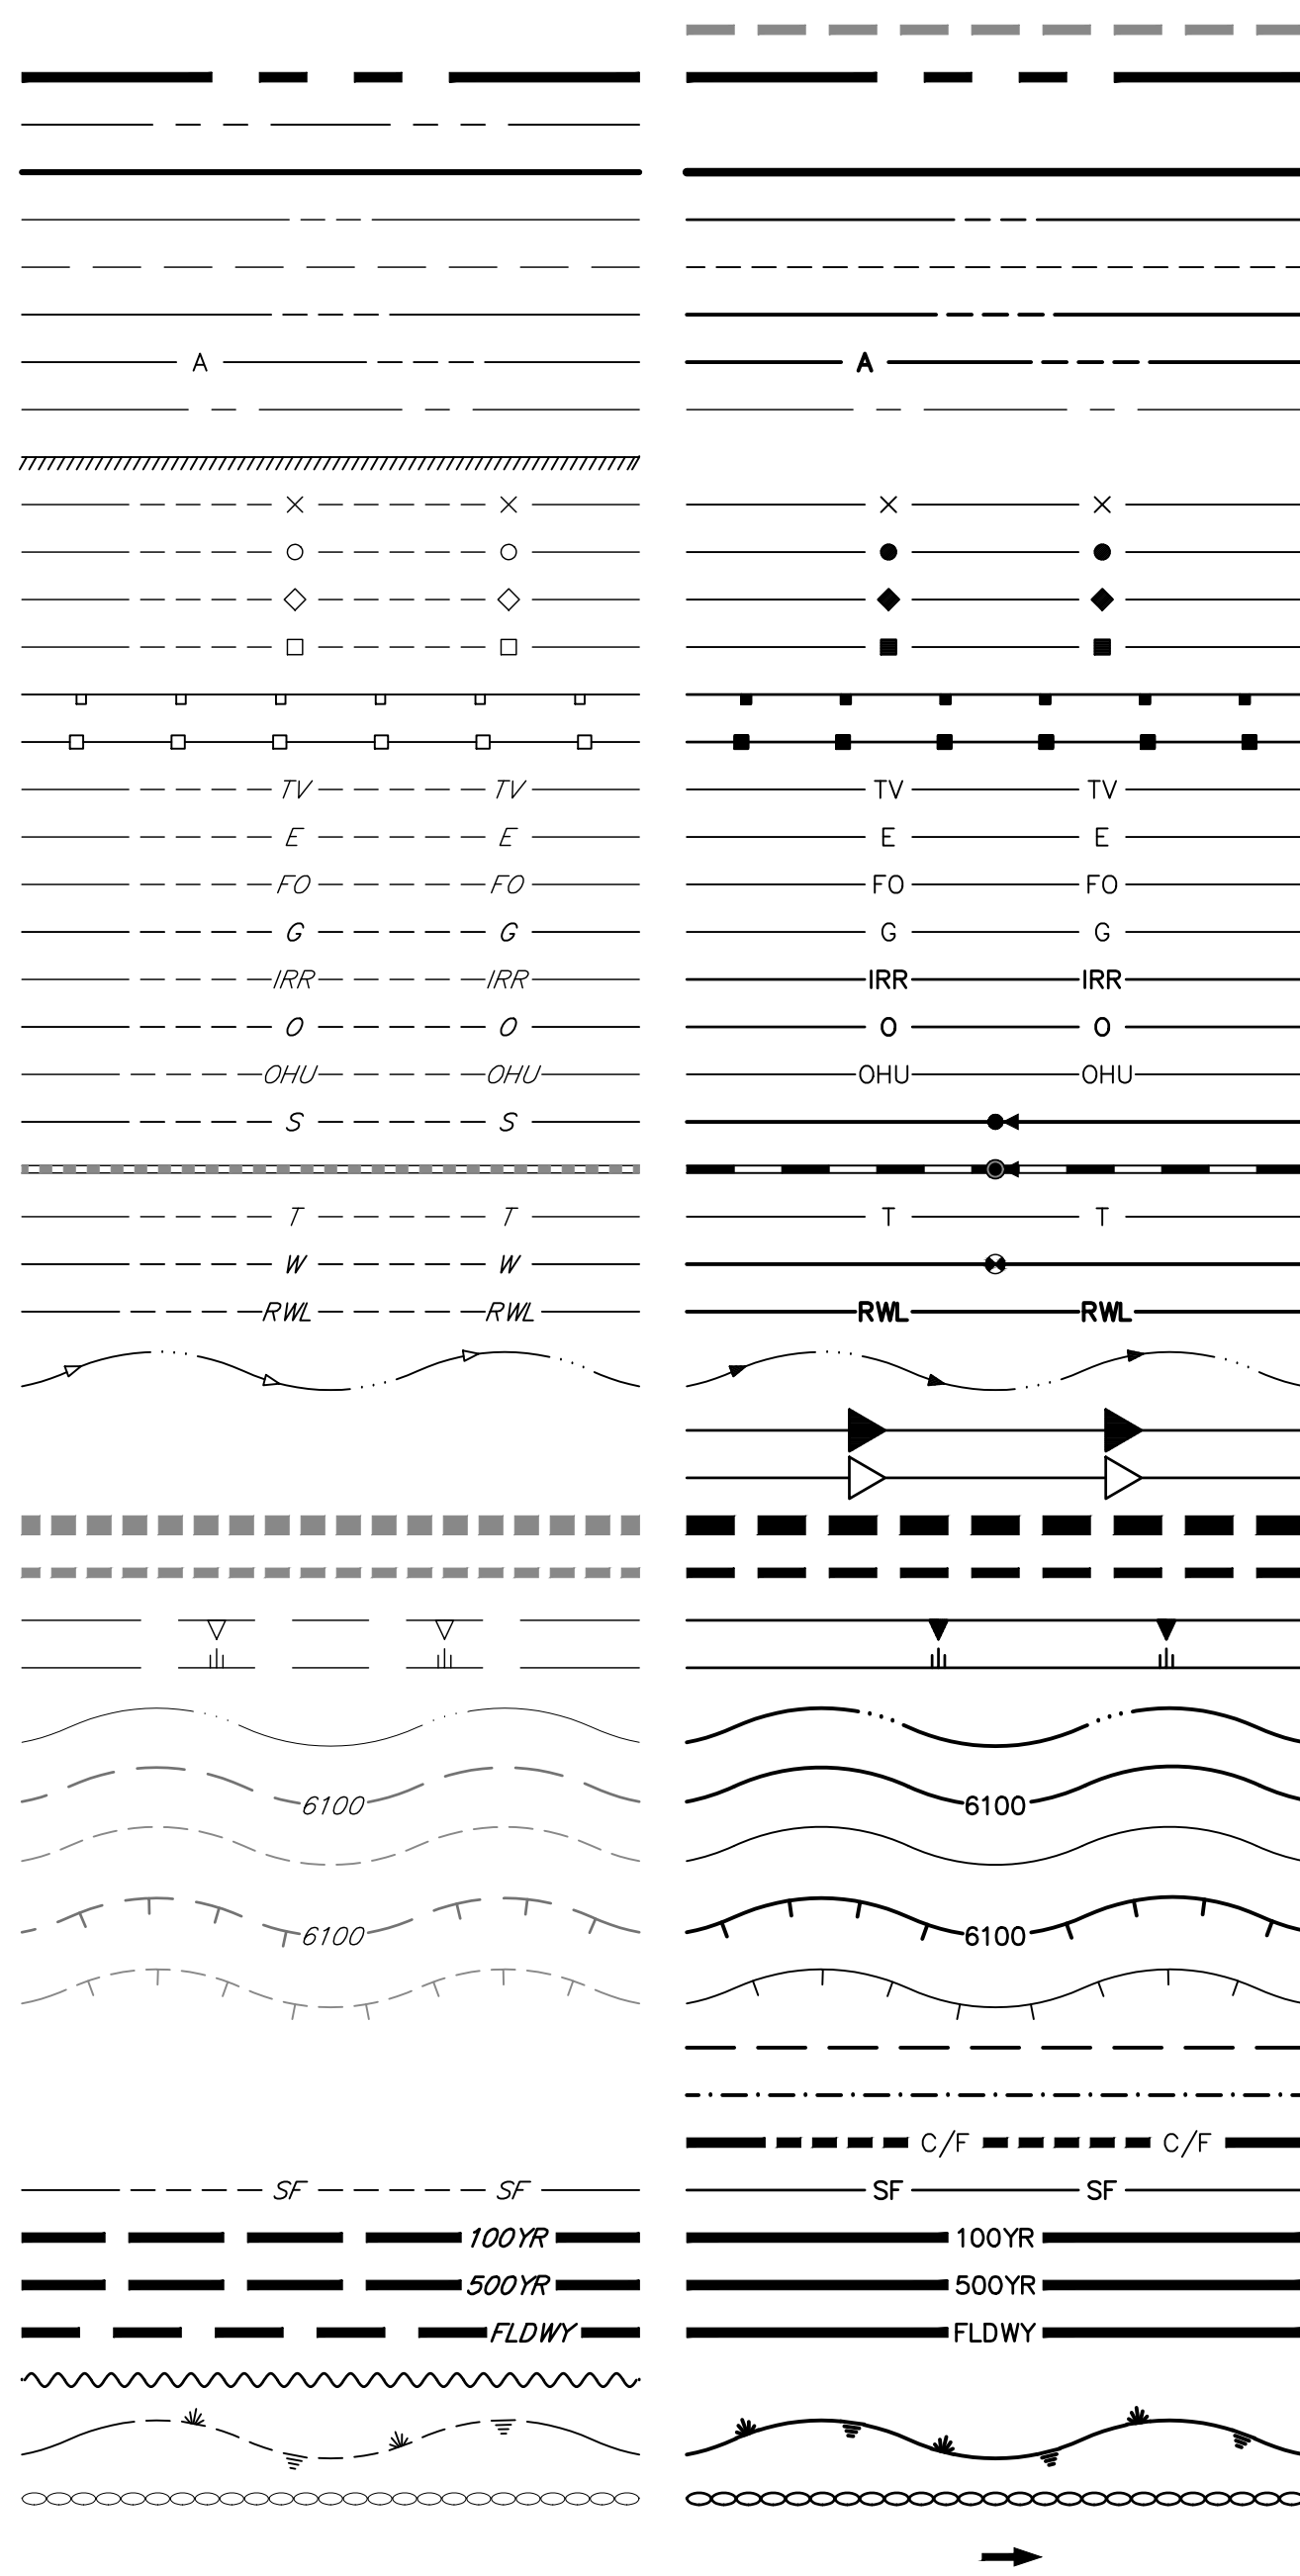 A A
TV TV TV TV
E E E E
FO FO FO FO
G G G G
IRR IRR IRR IRR
O O O O
OHU OHU OHU OHU
S S
T T T T
W W
RWL RWL RWL RWL
6100 6100
6100 6100
C/F C/F
SF SF SF SF
100YR 100YR
500YR 500YR
FLDWY FLDWY